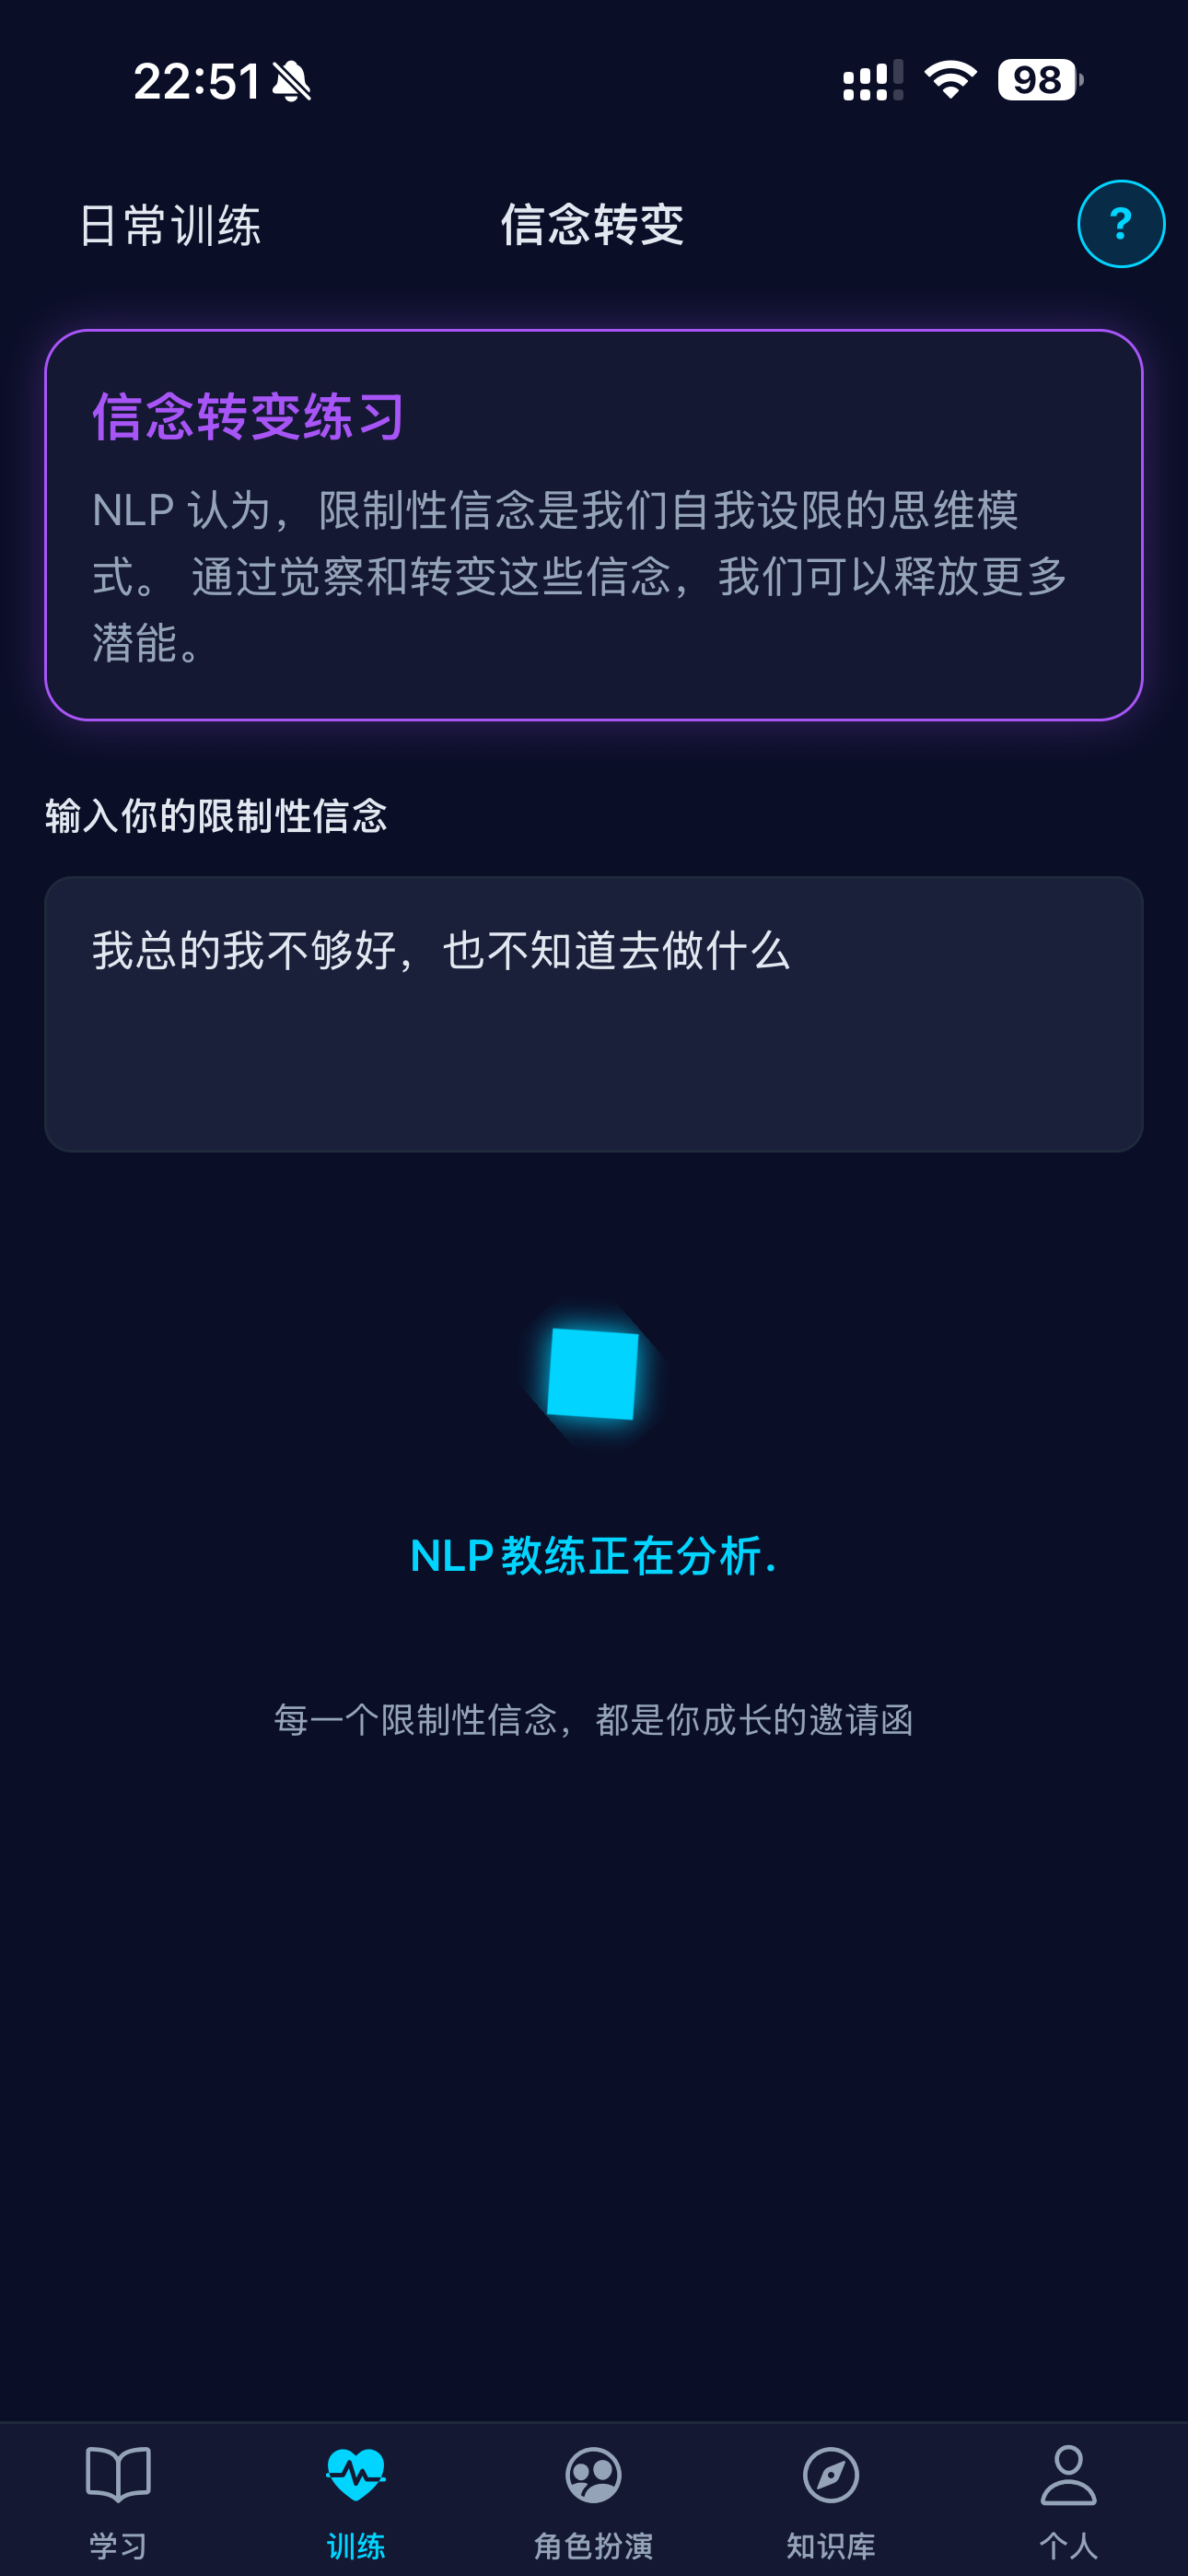 22:51
98
日常训练
信念转变
?
信念转变练习
NLP 认为，限制性信念是我们自我设限的思维模
式。 通过觉察和转变这些信念，我们可以释放更多
潜能。
输入你的限制性信念
我总的我不够好，也不知道去做什么
NLP 教练正在分析.
每一个限制性信念，都是你成长的邀请函
学习
训练
角色扮演
知识库
个人